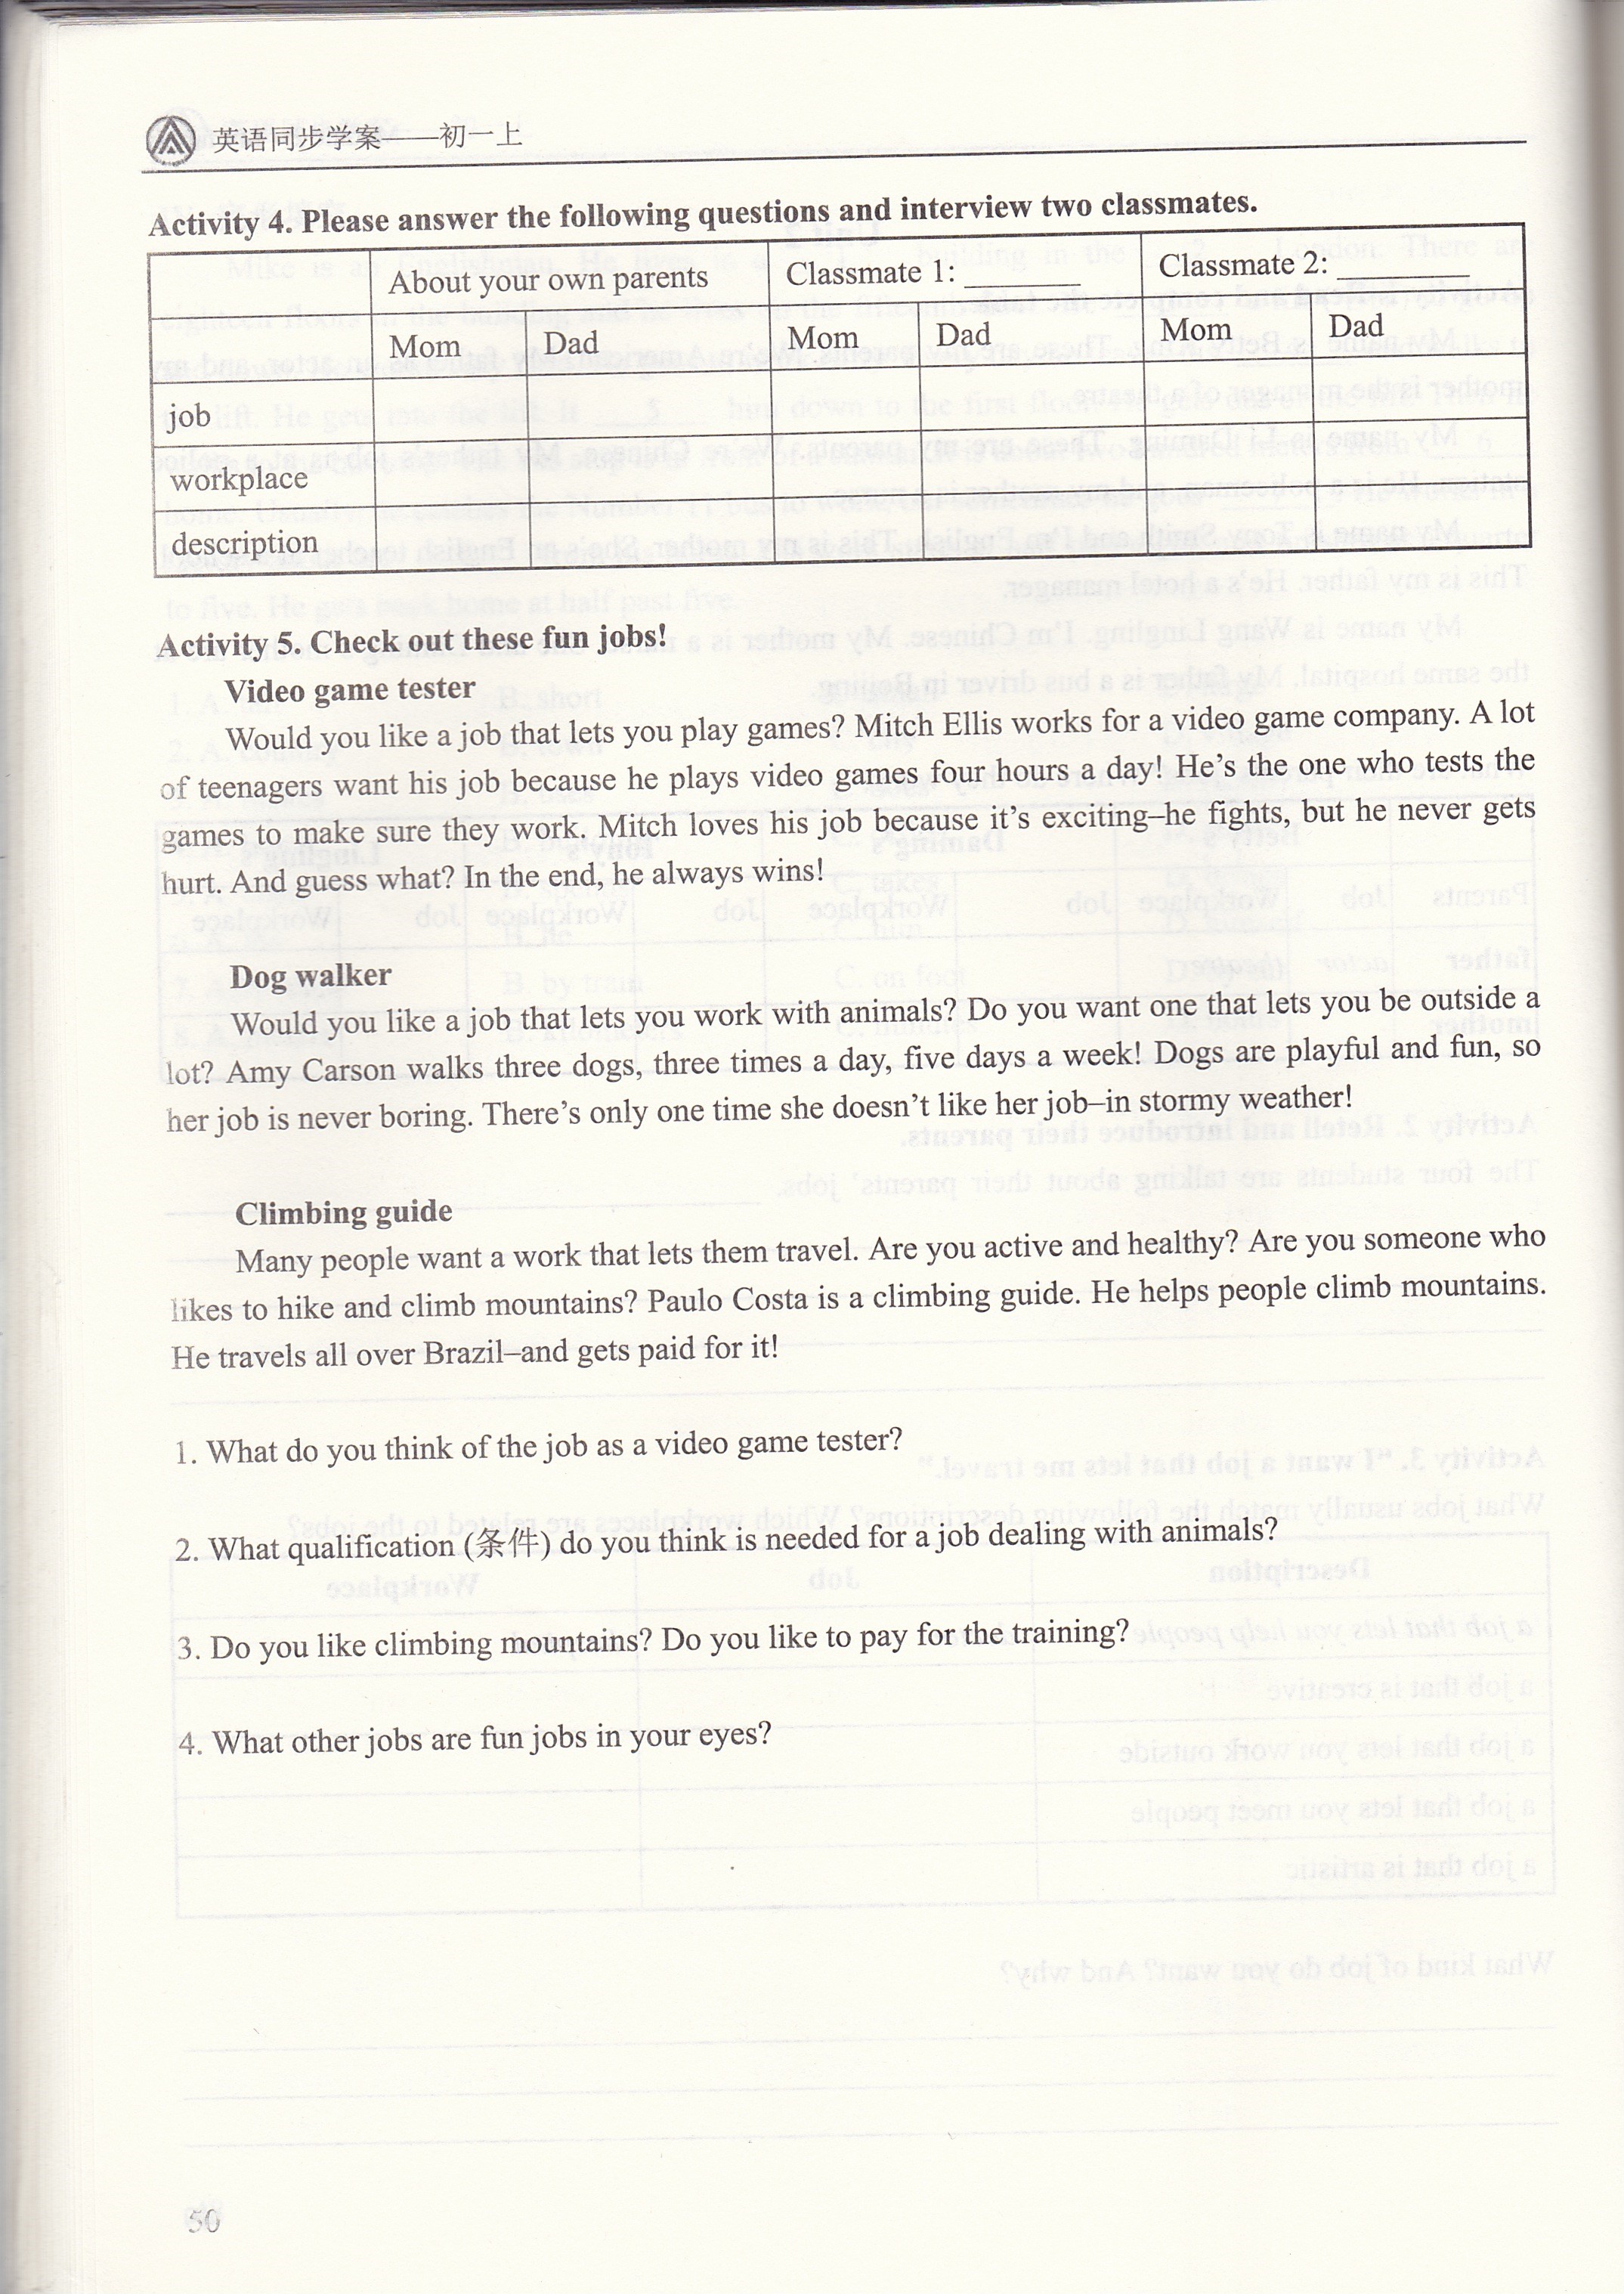 英语同步学案——初一上
Activity 4. Please answer the following questions and interview two classmates.
About your own parents Classmate 1: ________ Classmate 2: _________
Mom Dad Mom Dad Mom Dad
job
workplace
description
Activity 5. Check out these fun jobs!
Video game tester
Would you like a job that lets you play games? Mitch Ellis works for a video game company. A lot
of teenagers want his job because he plays video games four hours a day! He's the one who tests the
games to make sure they work. Mitch loves his job because it's exciting–he fights, but he never gets
hurt. And guess what? In the end, he always wins!
Dog walker
Would you like a job that lets you work with animals? Do you want one that lets you be outside a
lot? Amy Carson walks three dogs, three times a day, five days a week! Dogs are playful and fun, so
her job is never boring. There's only one time she doesn't like her job–in stormy weather!
Climbing guide
Many people want a work that lets them travel. Are you active and healthy? Are you someone who
likes to hike and climb mountains? Paulo Costa is a climbing guide. He helps people climb mountains.
He travels all over Brazil–and gets paid for it!
1. What do you think of the job as a video game tester?
2. What qualification (条件) do you think is needed for a job dealing with animals?
3. Do you like climbing mountains? Do you like to pay for the training?
4. What other jobs are fun jobs in your eyes?
50